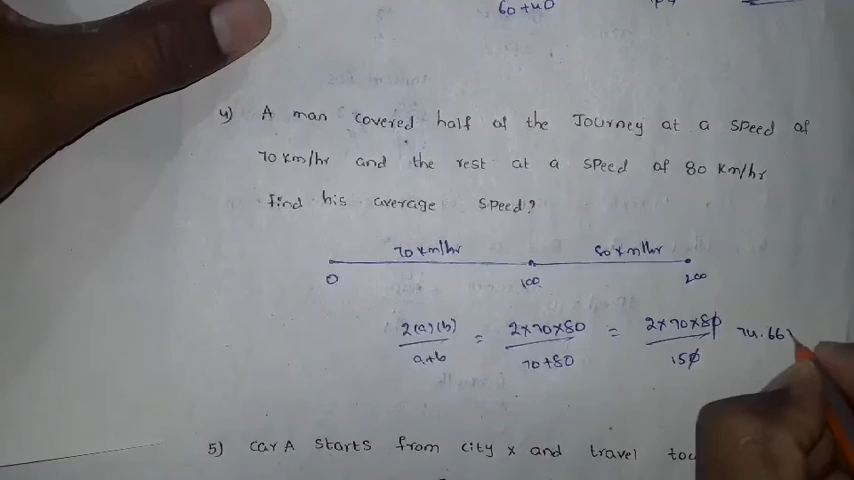 60+40
4) A man covered half of the Journey at a speed of
70 km/hr and the rest at a speed of 80 km/hr
find his average speed?
70 km/hr 80 km/hr
0 100 200
2(a)(b) / a+b = 2×70×80 / 70+80 = 2×70×80 / 150 74.66
5) car A starts from city x and travel